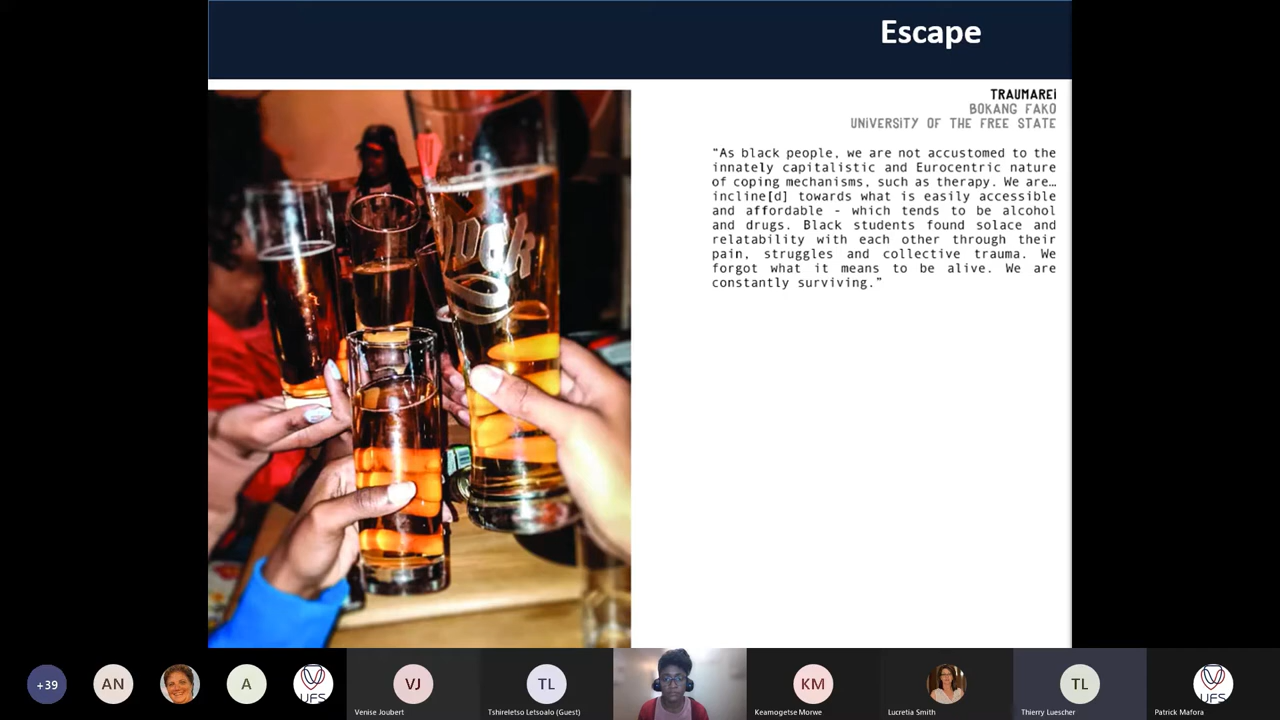 Escape
TRAUMAREi
BOKANG FAKO
UNiVERSiTY OF THE FREE STATE
“As black people, we are not accustomed to the
innately capitalistic and Eurocentric nature
of coping mechanisms, such as therapy. We are…
incline[d] towards what is easily accessible
and affordable - which tends to be alcohol
and drugs. Black students found solace and
relatability with each other through their
pain, struggles and collective trauma. We
forgot what it means to be alive. We are
constantly surviving.”
+39
AN
A
UFS
VJ
TL
KM
TL
UFS
Venise Joubert
Tshireletso Letsoalo (Guest)
Keamogetse Morwe
Lucretia Smith
Thierry Luescher
Patrick Mafora